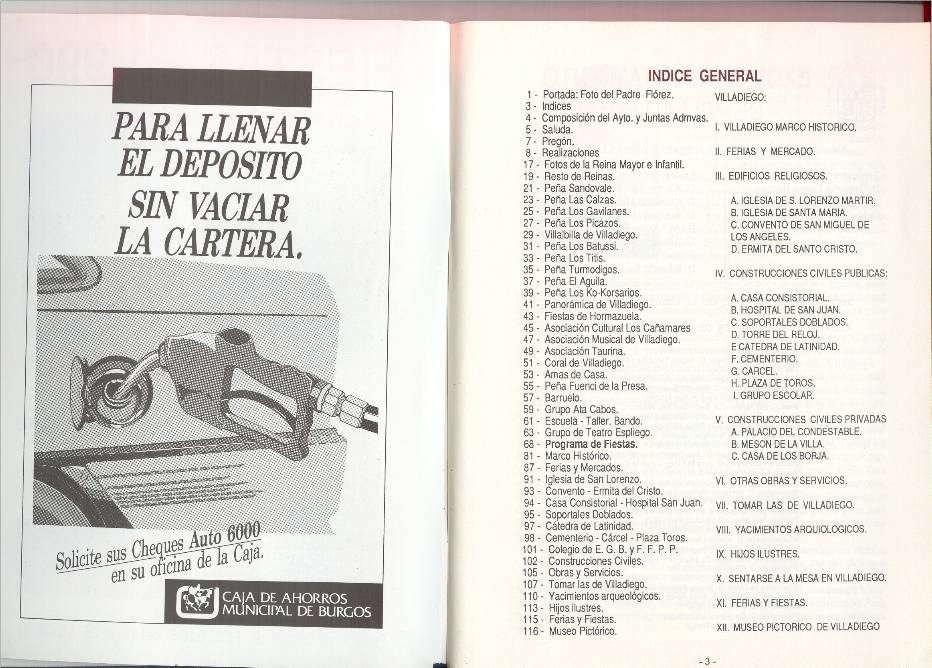 PARA LLENAR
EL DEPOSITO
SIN VACIAR
LA CARTERA.
Solicite sus Cheques Auto 6000
en su oficina de la Caja.
CAJA DE AHORROS
MUNICIPAL DE BURGOS
INDICE GENERAL
1 - Portada: Foto del Padre Flórez.
3 - Indices
4 - Composición del Ayto. y Juntas Admvas.
5 - Saluda.
7 - Pregón.
8 - Realizaciones
17 - Fotos de la Reina Mayor e Infantil.
19 - Resto de Reinas.
21 - Peña Sandovale.
23 - Peña Las Calzas.
25 - Peña Los Gavilanes.
27 - Peña Los Picazos.
29 - Villalbilla de Villadiego.
31 - Peña Los Batussi.
33 - Peña Los Titis.
35 - Peña Turmodigos.
37 - Peña El Aguila.
39 - Peña Los Ko-Korsarios.
41 - Panorámica de Villadiego.
43 - Fiestas de Hormazuela.
45 - Asociación Cultural Los Cañamares
47 - Asociación Musical de Villadiego.
49 - Asociación Taurina.
51 - Coral de Villadiego.
53 - Amas de Casa.
55 - Peña Fuenci de la Presa.
57 - Barruelo.
59 - Grupo Ata Cabos.
61 - Escuela - Taller. Bando.
63 - Grupo de Teatro Espliego.
68 - Programa de Fiestas.
81 - Marco Histórico.
87 - Ferias y Mercados.
91 - Iglesia de San Lorenzo.
93 - Convento - Ermita del Cristo.
94 - Casa Consistorial - Hospital San Juan.
95 - Soportales Doblados.
97 - Cátedra de Latinidad.
98 - Cementerio - Cárcel - Plaza Toros.
101 - Colegio de E. G. B. y F. F. P. P.
102 - Construcciones Civiles.
105 - Obras y Servicios.
107 - Tomar las de Villadiego.
110 - Yacimientos arqueológicos.
113 - Hijos ilustres.
115 - Ferias y Fiestas.
116 - Museo Pictórico.
VILLADIEGO:
I. VILLADIEGO MARCO HISTORICO.
II. FERIAS Y MERCADO.
III. EDIFICIOS RELIGIOSOS.
A. IGLESIA DE S. LORENZO MARTIR.
B. IGLESIA DE SANTA MARIA.
C. CONVENTO DE SAN MIGUEL DE
LOS ANGELES.
D. ERMITA DEL SANTO CRISTO.
IV. CONSTRUCCIONES CIVILES PUBLICAS:
A. CASA CONSISTORIAL.
B. HOSPITAL DE SAN JUAN.
C. SOPORTALES DOBLADOS.
D. TORRE DEL RELOJ.
E CATEDRA DE LATINIDAD.
F. CEMENTERIO.
G. CARCEL.
H. PLAZA DE TOROS.
I. GRUPO ESCOLAR.
V. CONSTRUCCIONES CIVILES PRIVADAS
A. PALACIO DEL CONDESTABLE.
B. MESON DE LA VILLA.
C. CASA DE LOS BORJA.
VI. OTRAS OBRAS Y SERVICIOS.
VII. TOMAR LAS DE VILLADIEGO.
VIII. YACIMIENTOS ARQUIOLOGICOS.
IX. HIJOS ILUSTRES.
X. SENTARSE A LA MESA EN VILLADIEGO.
XI. FERIAS Y FIESTAS.
XII. MUSEO PICTORICO DE VILLADIEGO
- 3 -